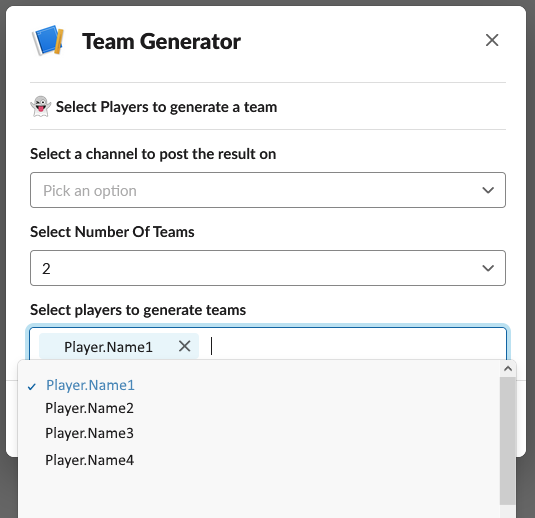 Team Generator
Select Players to generate a team
Select a channel to post the result on
Pick an option
Select Number Of Teams
2
Select players to generate teams
Player.Name1
Player.Name1
Player.Name2
Player.Name3
Player.Name4